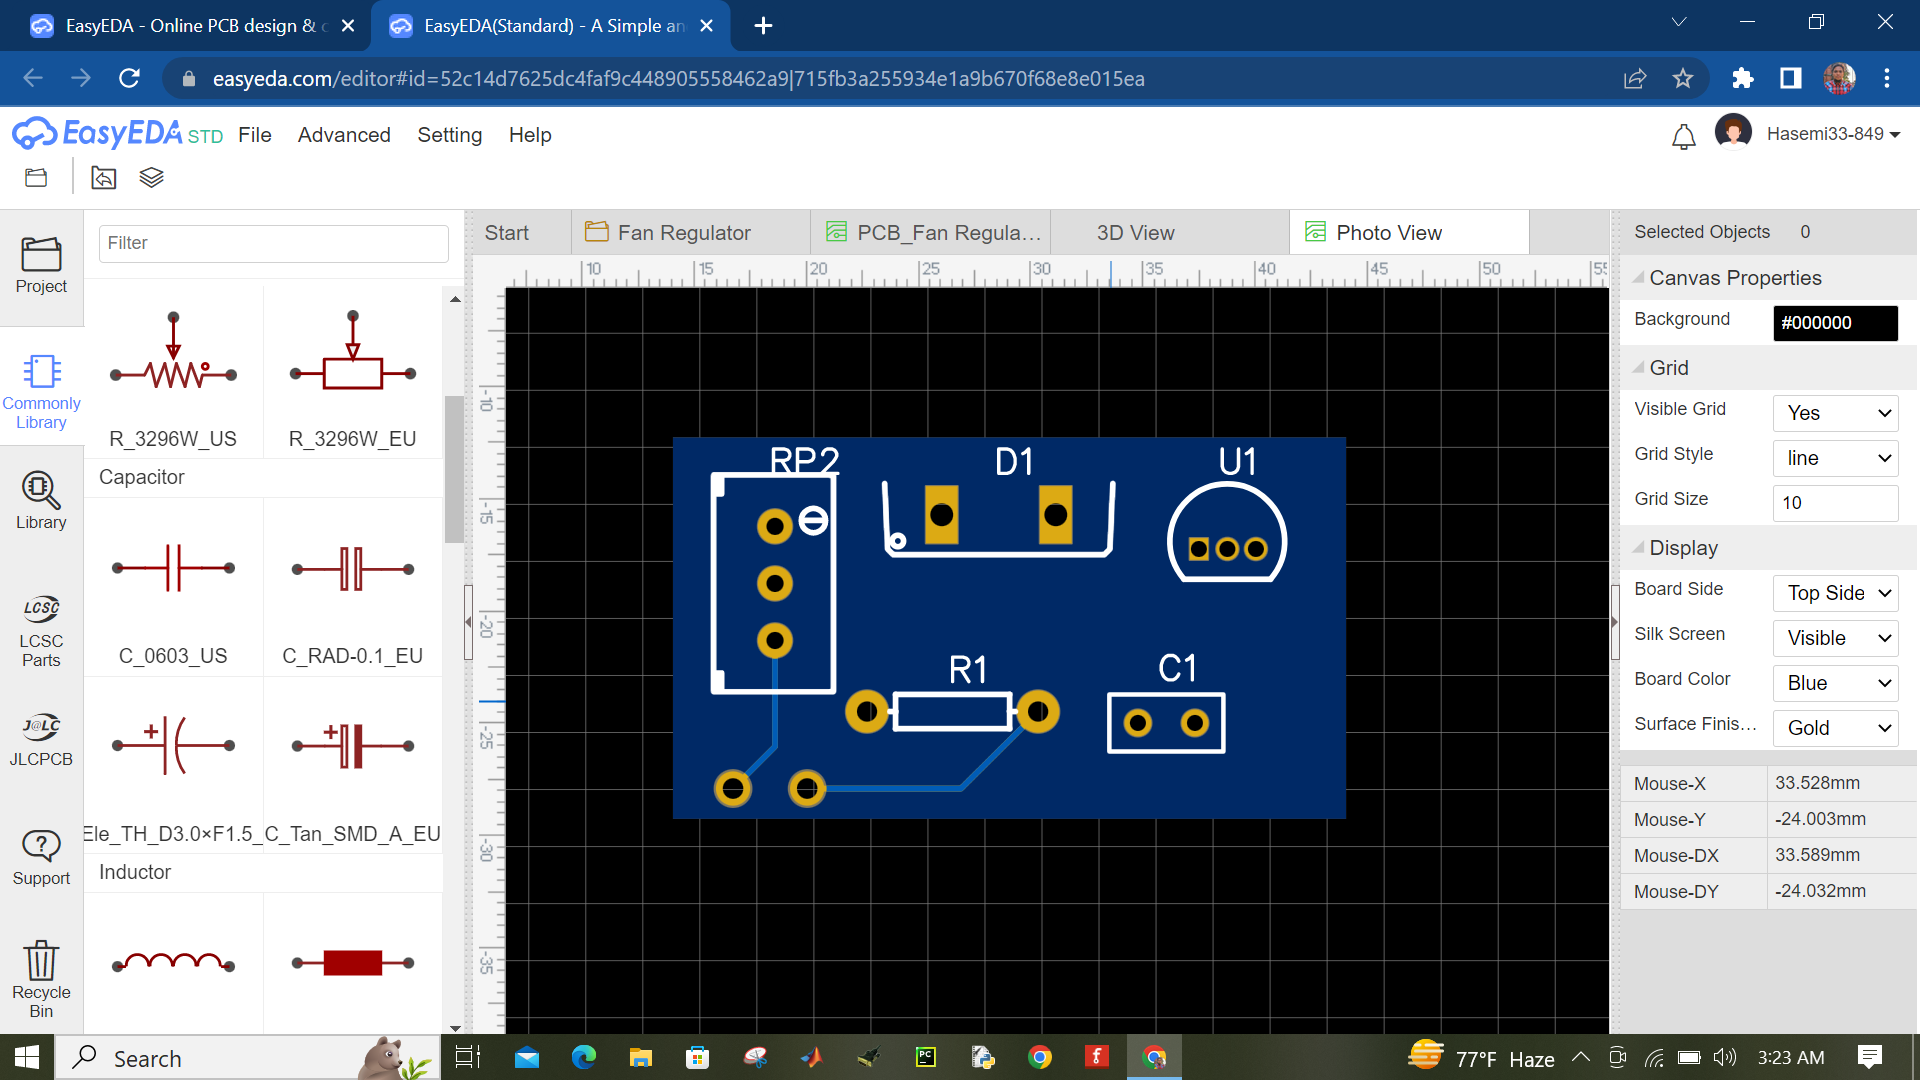 EasyEDA - Online PCB design & c
EasyEDA(Standard) - A Simple an
easyeda.com/editor#id=52c14d7625dc4faf9c448905558462a9|715fb3a255934e1a9b670f68e8e015ea
EasyEDA STD File Advanced Setting Help
Hasemi33-849
Project
Commonly
Library
Library
LCSC
LCSC
Parts
J@LC
JLCPCB
Support
Recycle
Bin
Filter
R_3296W_US R_3296W_EU
Capacitor
C_0603_US C_RAD-0.1_EU
Ele_TH_D3.0×F1.5_ C_Tan_SMD_A_EU
Inductor
Start Fan Regulator PCB_Fan Regula... 3D View Photo View
10 15 20 25 30 35 40 45 50 55
-10
-15
-20
-25
-30
-35
RP2 D1 U1
R1 C1
Selected Objects 0
Canvas Properties
Background #000000
Grid
Visible Grid Yes
Grid Style line
Grid Size 10
Display
Board Side Top Side
Silk Screen Visible
Board Color Blue
Surface Finis... Gold
Mouse-X 33.528mm
Mouse-Y -24.003mm
Mouse-DX 33.589mm
Mouse-DY -24.032mm
Search
PC
77°F Haze
3:23 AM